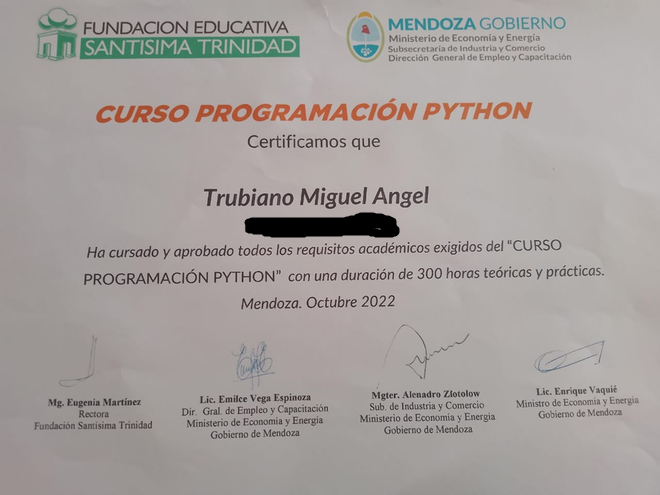 FUNDACION EDUCATIVA
SANTISIMA TRINIDAD
MENDOZA GOBIERNO
Ministerio de Economía y Energía
Subsecretaría de Industria y Comercio
Dirección General de Empleo y Capacitación
CURSO PROGRAMACIÓN PYTHON
Certificamos que
Trubiano Miguel Angel
Ha cursado y aprobado todos los requisitos académicos exigidos del “CURSO
PROGRAMACIÓN PYTHON” con una duración de 300 horas teóricas y prácticas.
Mendoza. Octubre 2022
Mg. Eugenia Martínez
Rectora
Fundación Santísima Trinidad
Lic. Emilce Vega Espinoza
Dir. Gral. de Empleo y Capacitación
Ministerio de Economía y Energía
Gobierno de Mendoza
Mgter. Alenadro Zlotolow
Sub. de Industria y Comercio
Ministerio de Economía y Energía
Gobierno de Mendoza
Lic. Enrique Vaquié
Ministro de Economía y Energía
Gobierno de Mendoza